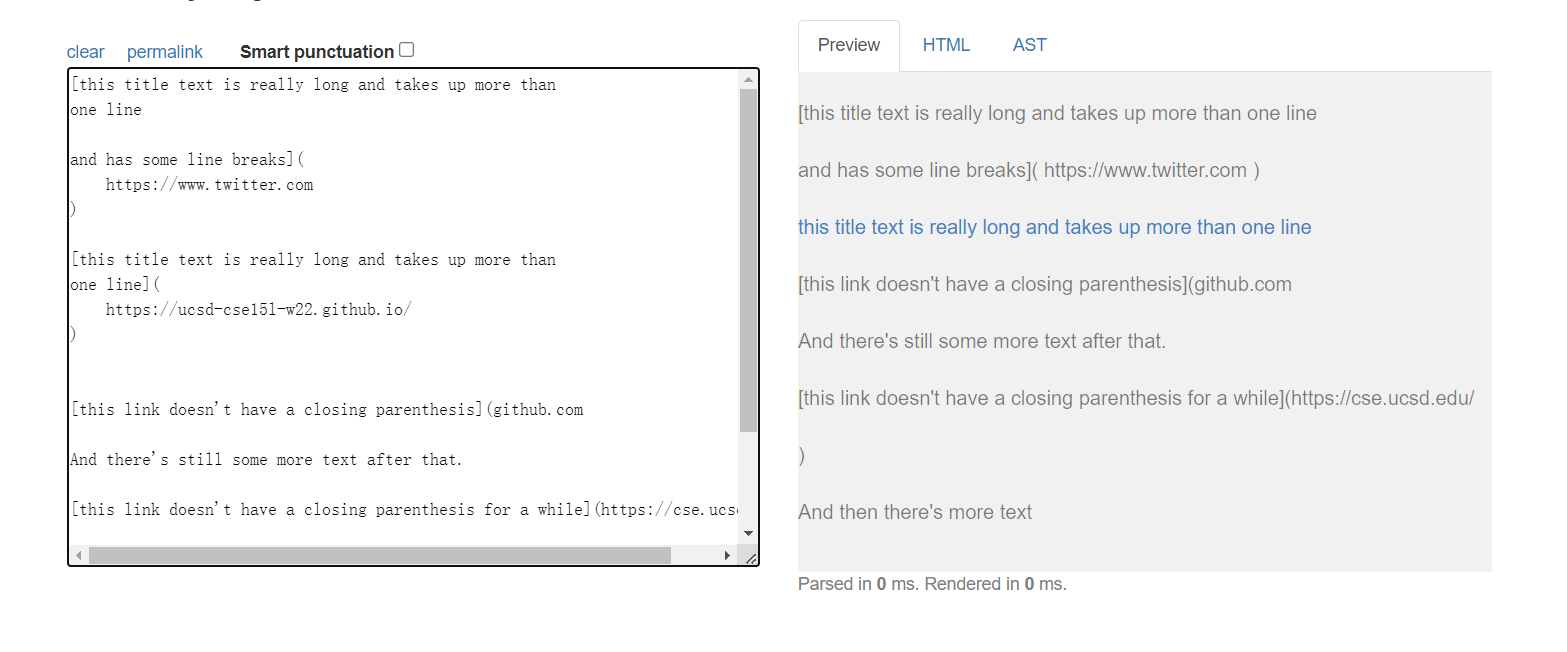 clear permalink Smart punctuation
[this title text is really long and takes up more than
one line
and has some line breaks](
https://www.twitter.com
)
[this title text is really long and takes up more than
one line](
https://ucsd-cse15l-w22.github.io/
)
[this link doesn't have a closing parenthesis](github.com
And there's still some more text after that.
[this link doesn't have a closing parenthesis for a while](https://cse.ucs
Preview HTML AST
[this title text is really long and takes up more than one line
and has some line breaks]( https://www.twitter.com )
this title text is really long and takes up more than one line
[this link doesn't have a closing parenthesis](github.com
And there's still some more text after that.
[this link doesn't have a closing parenthesis for a while](https://cse.ucsd.edu/
)
And then there's more text
Parsed in 0 ms. Rendered in 0 ms.